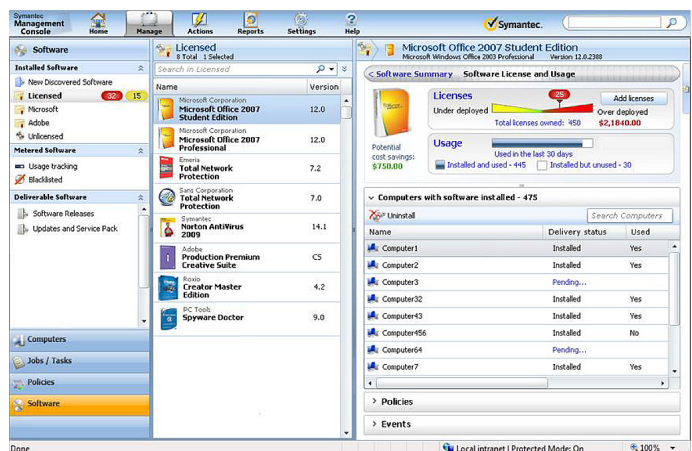 Symantec
Management
Console
Home
Manage
Actions
Reports
Settings
Help
Symantec.
Software
Installed Software
New Discovered Software
Licensed 32 15
Microsoft
Adobe
Unlicensed
Metered Software
Usage tracking
Blacklisted
Deliverable Software
Software Releases
Updates and Service Pack
Computers
Jobs / Tasks
Policies
Software
Licensed
8 Total 1 Selected
Search in Licensed
Name Version
Microsoft Corporation
Microsoft Office 2007 12.0
Student Edition
Microsoft Corporation
Microsoft Office 2007 12.0
Professional
Emeria
Total Network 7.2
Protection
Sans Corporation
Total Network 7.0
Protection
Symantec
Norton AntiVirus 14.1
2009
Adobe
Production Premium CS
Creative Suite
Roxio
Creator Master 4.2
Edition
PC Tools
Spyware Doctor 9.0
Microsoft Office 2007 Student Edition
Microsoft Windows Office 2003 Professional Version 12.0.2388
< Software Summary Software License and Usage
Licenses 25 Add licenses
Under deployed Over deployed
Total licenses owned: 450 $2,1840.00
Potential
cost savings:
$750.00
Usage
Used in the last 30 days
Installed and used - 445 Installed but unused - 30
Computers with software installed - 475
Uninstall Search Computers
Name Delivery status Used
Computer1 Installed Yes
Computer2 Installed Yes
Computer3 Pending...
Computer32 Installed Yes
Computer43 Installed Yes
Computer456 Installed No
Computer64 Pending...
Computer7 Installed Yes
Policies
Events
Done Local intranet | Protected Mode: On 100%